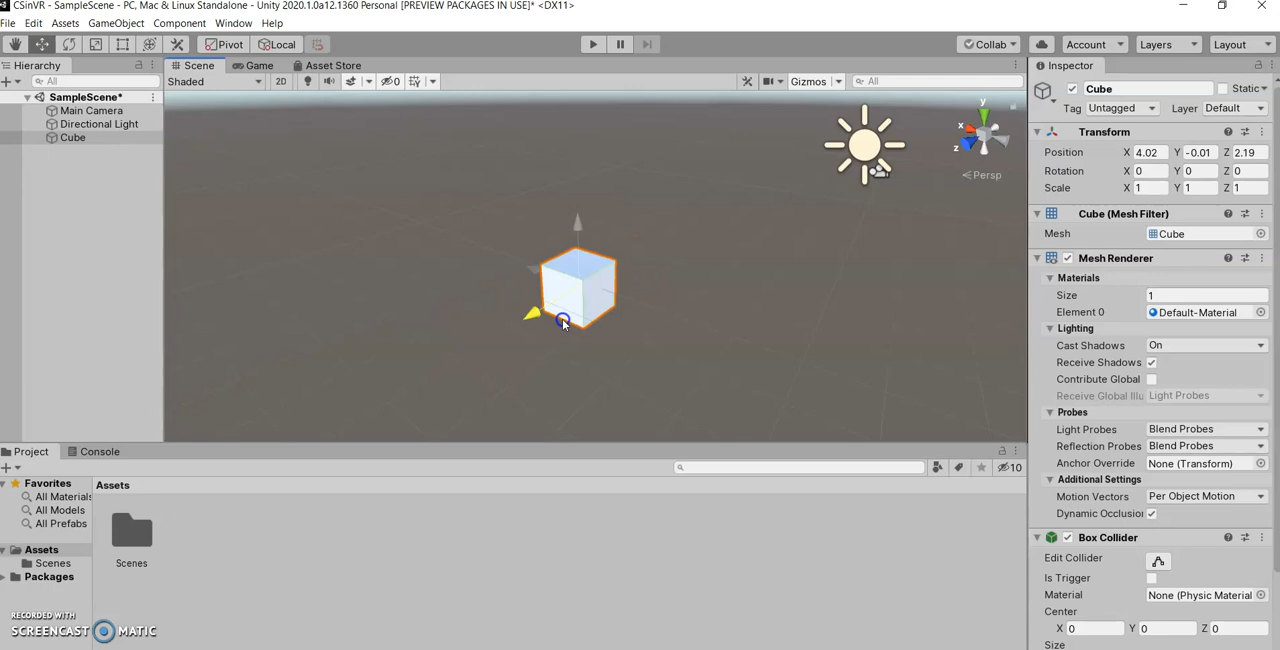 CSinVR - SampleScene - PC, Mac & Linux Standalone - Unity 2020.1.0a12.1360 Personal [PREVIEW PACKAGES IN USE]* <DX11>
File Edit Assets GameObject Component Window Help
Pivot Local Collab Account Layers Layout
Hierarchy Scene Game Asset Store Inspector
All Shaded 2D 0 Gizmos All Cube Static
SampleScene* Tag Untagged Layer Default
Main Camera
Directional Light
Cube
y
x
z
Persp
Transform
Position X 4.02 Y -0.01 Z 2.19
Rotation X 0 Y 0 Z 0
Scale X 1 Y 1 Z 1
Cube (Mesh Filter)
Mesh Cube
Mesh Renderer
Materials
Size 1
Element 0 Default-Material
Lighting
Cast Shadows On
Receive Shadows
Contribute Global
Receive Global Illu Light Probes
Probes
Light Probes Blend Probes
Reflection Probes Blend Probes
Anchor Override None (Transform)
Additional Settings
Motion Vectors Per Object Motion
Dynamic Occlusion
Box Collider
Edit Collider
Is Trigger
Material None (Physic Material
Center
X 0 Y 0 Z 0
Size
Project Console
10
Favorites
All Materials
All Models
All Prefabs
Assets
Scenes
Packages
Assets
Scenes
RECORDED WITH
SCREENCAST MATIC